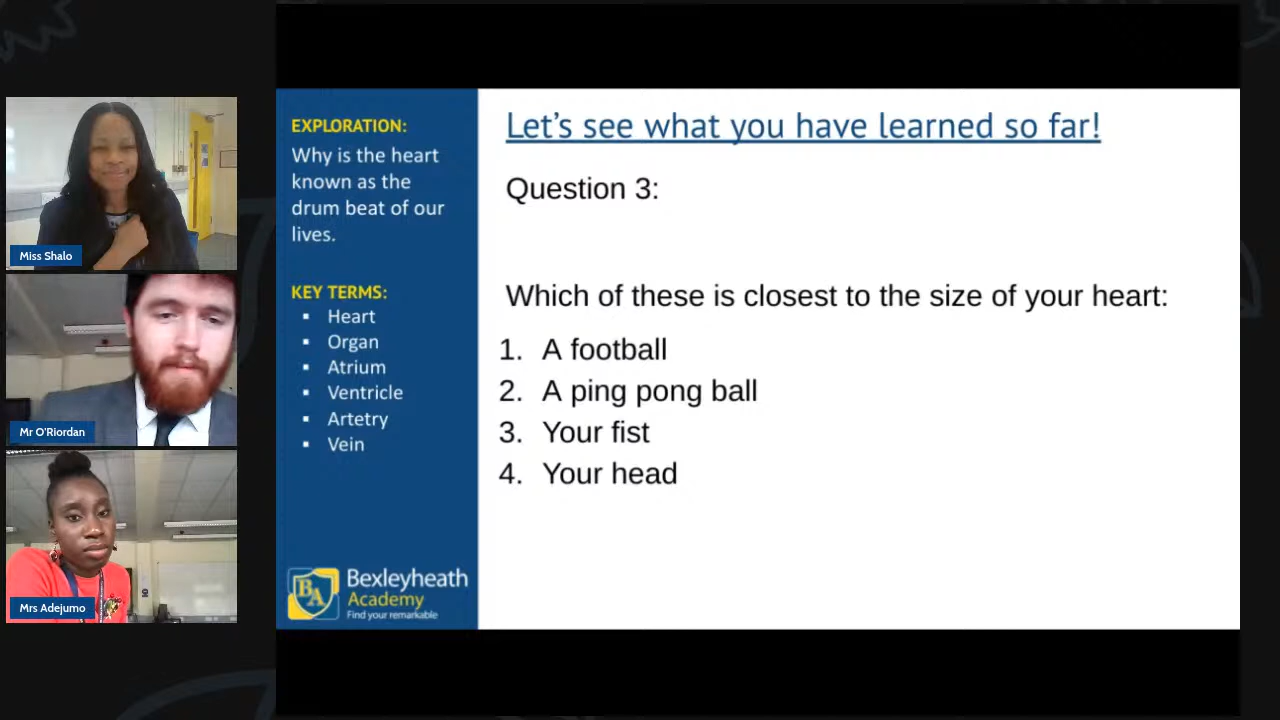 Miss Shalo
Mr O'Riordan
Mrs Adejumo
EXPLORATION:
Why is the heart
known as the
drum beat of our
lives.
KEY TERMS:
▪ Heart
▪ Organ
▪ Atrium
▪ Ventricle
▪ Artetry
▪ Vein
BA
Bexleyheath
Academy
Find your remarkable
Let's see what you have learned so far!
Question 3:
Which of these is closest to the size of your heart:
1. A football
2. A ping pong ball
3. Your fist
4. Your head